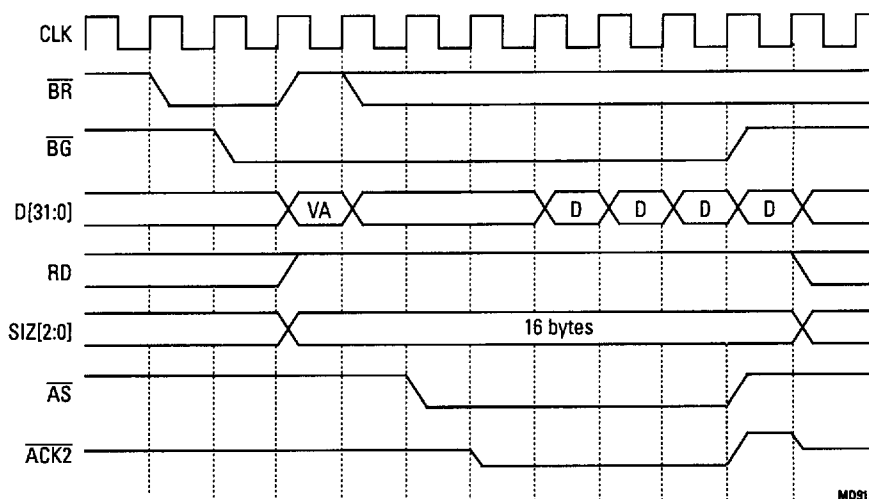 CLK
BR
BG
D[31:0] VA D D D D
RD
SIZ[2:0] 16 bytes
AS
ACK2
MD91